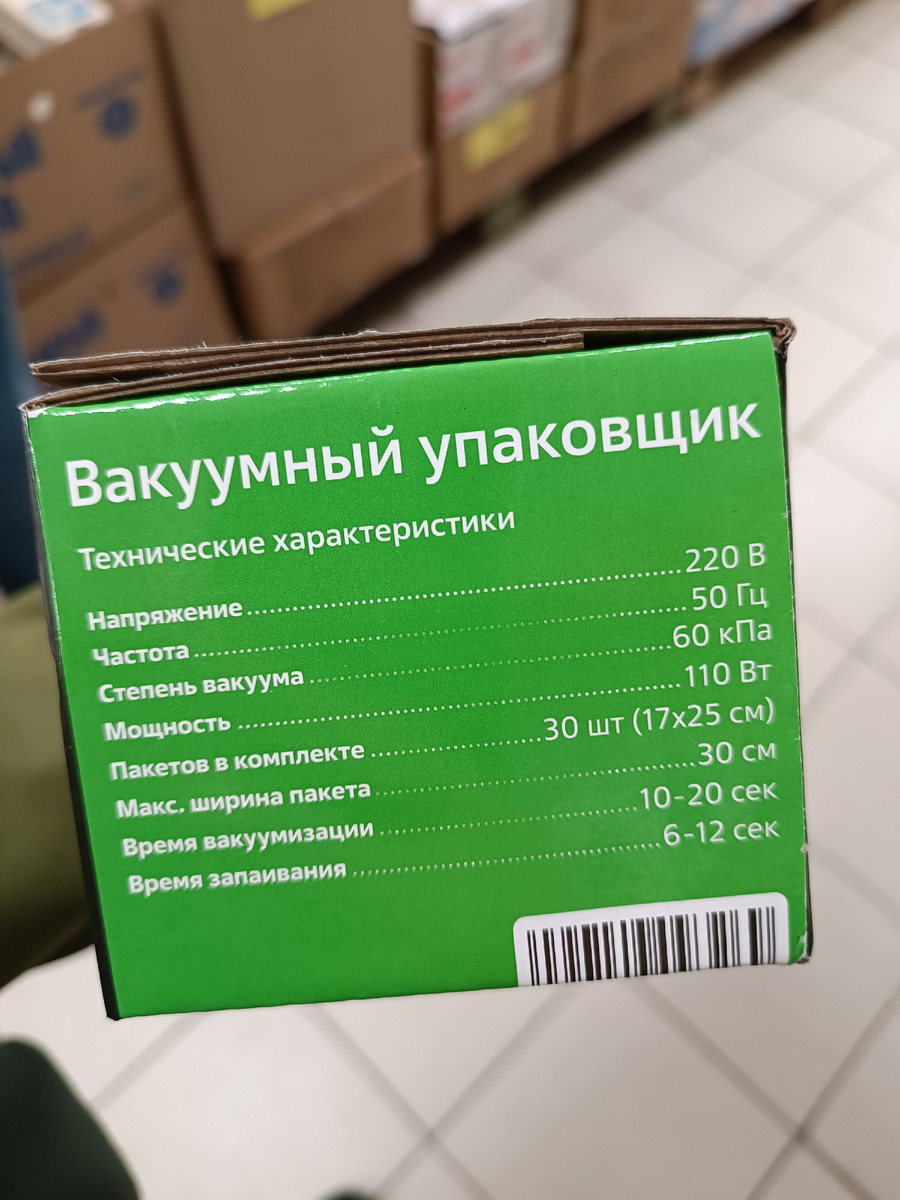 Вакуумный упаковщик
Технические характеристики
Напряжение........220 В
Частота........50 Гц
Степень вакуума........60 кПа
Мощность........110 Вт
Пакетов в комплекте........30 шт (17x25 см)
Макс. ширина пакета........30 см
Время вакуумизации........10-20 сек
Время запаивания........6-12 сек